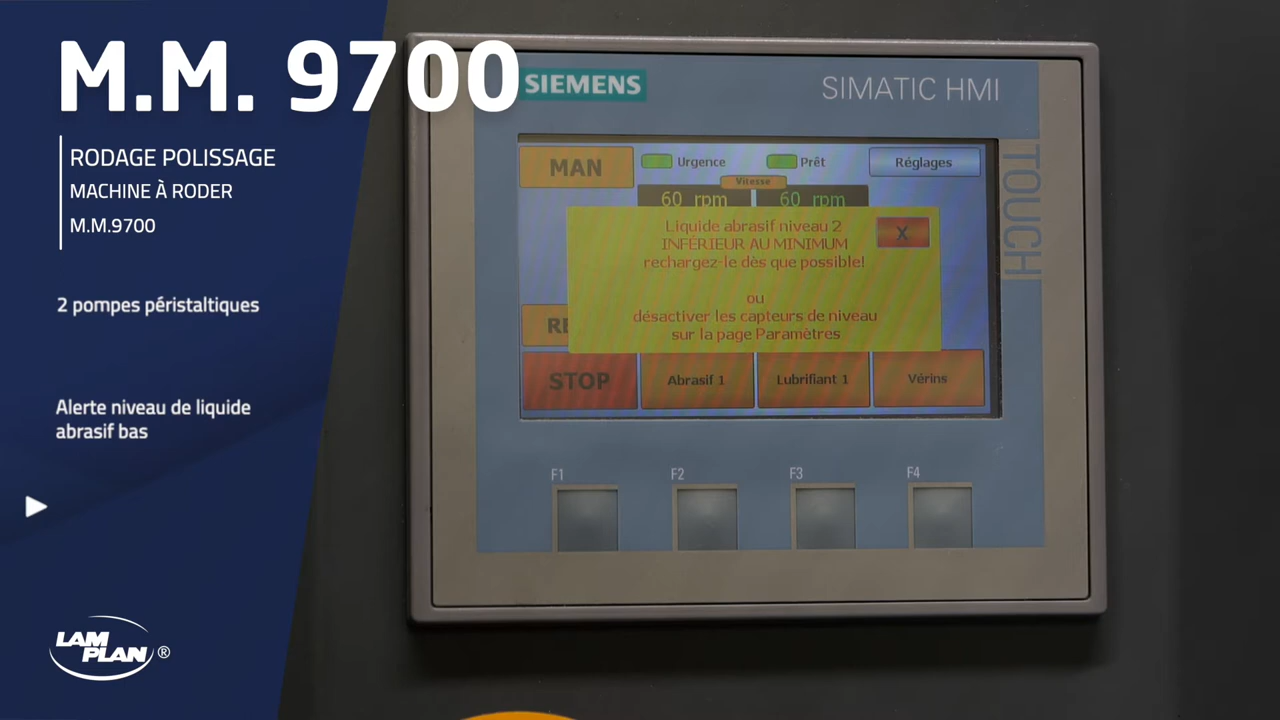 M.M. 9700
RODAGE POLISSAGE
MACHINE À RODER
M.M.9700
2 pompes péristaltiques
Alerte niveau de liquide
abrasif bas
LAM
PLAN ®
SIEMENS
SIMATIC HMI
TOUCH
MAN
Urgence
Prêt
Réglages
Vitesse
60 rpm
60 rpm
Liquide abrasif niveau 2
INFÉRIEUR AU MINIMUM
rechargez-le dès que possible!
X
ou
désactiver les capteurs de niveau
sur la page Paramètres
RE
STOP
Abrasif 1
Lubrifiant 1
Vérins
F1
F2
F3
F4